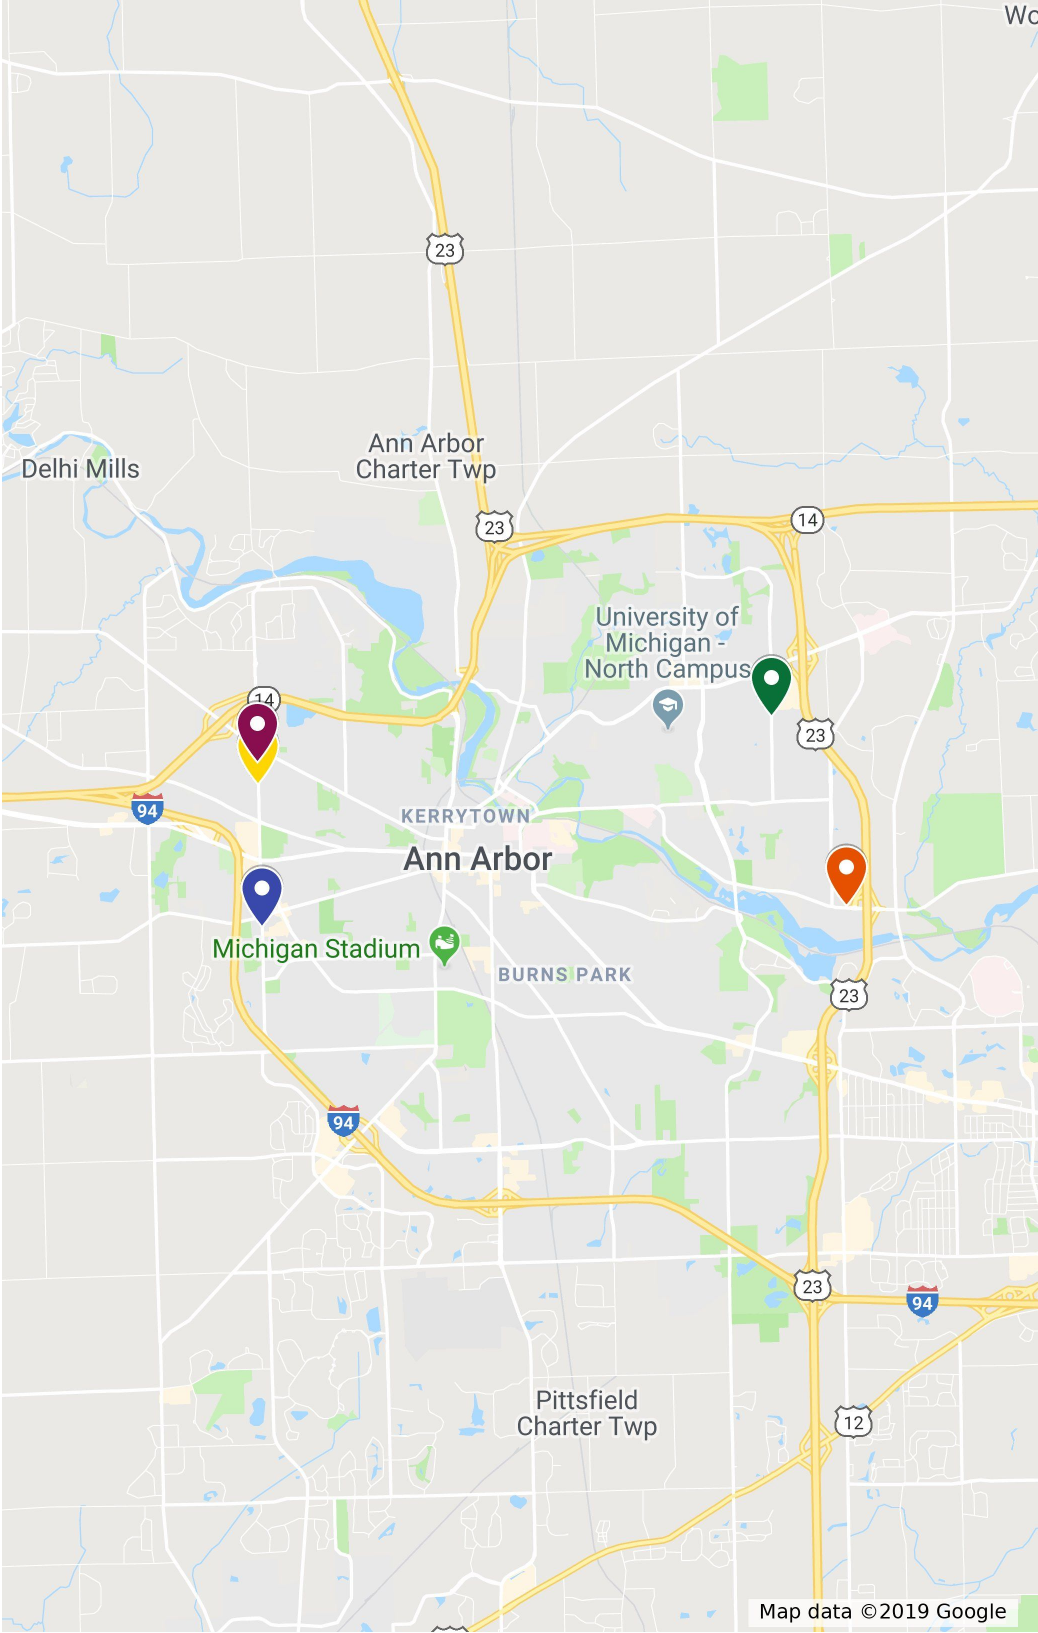 Wo
23
Ann Arbor
Charter Twp
Delhi Mills
23
14
University of
Michigan -
North Campus
14
23
94
KERRYTOWN
Ann Arbor
Michigan Stadium
BURNS PARK
23
94
23
94
Pittsfield
Charter Twp
12
Map data ©2019 Google